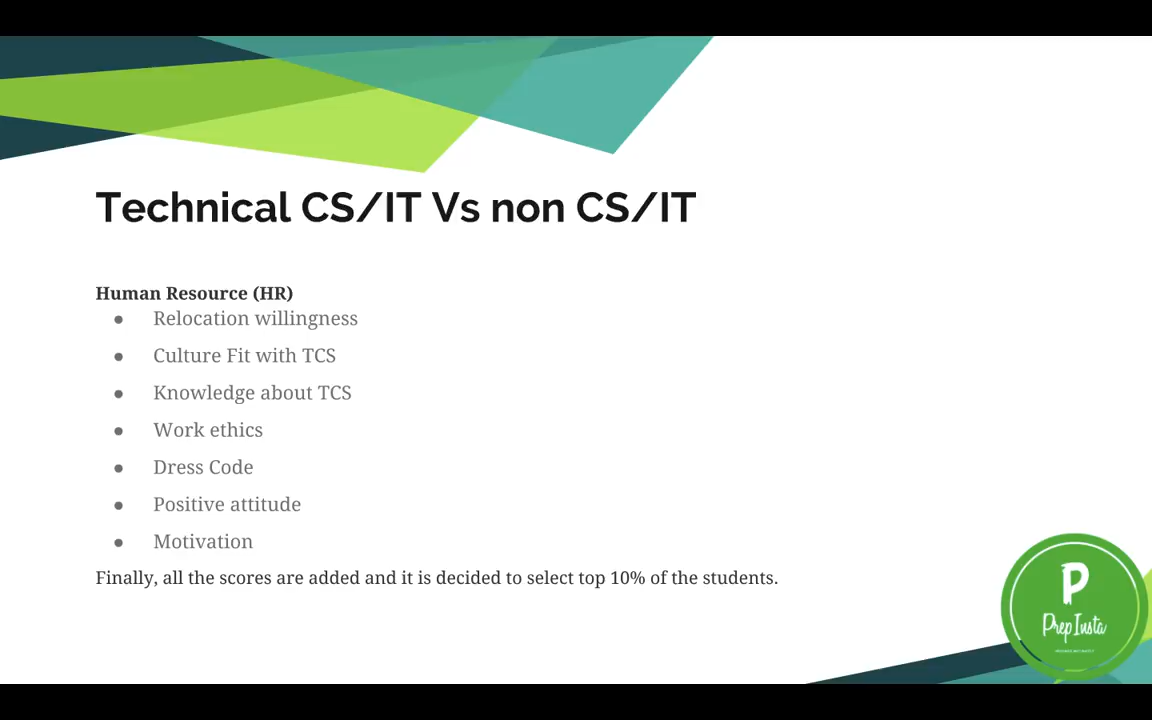 Technical CS/IT Vs non CS/IT
Human Resource (HR)
● Relocation willingness
● Culture Fit with TCS
● Knowledge about TCS
● Work ethics
● Dress Code
● Positive attitude
● Motivation
Finally, all the scores are added and it is decided to select top 10% of the students.
P
Prep Insta